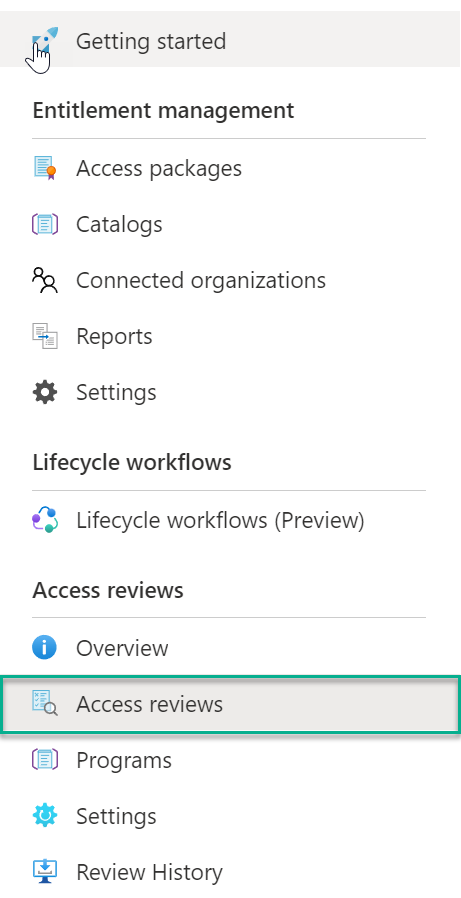 Getting started
Entitlement management
Access packages
Catalogs
Connected organizations
Reports
Settings
Lifecycle workflows
Lifecycle workflows (Preview)
Access reviews
Overview
Access reviews
Programs
Settings
Review History